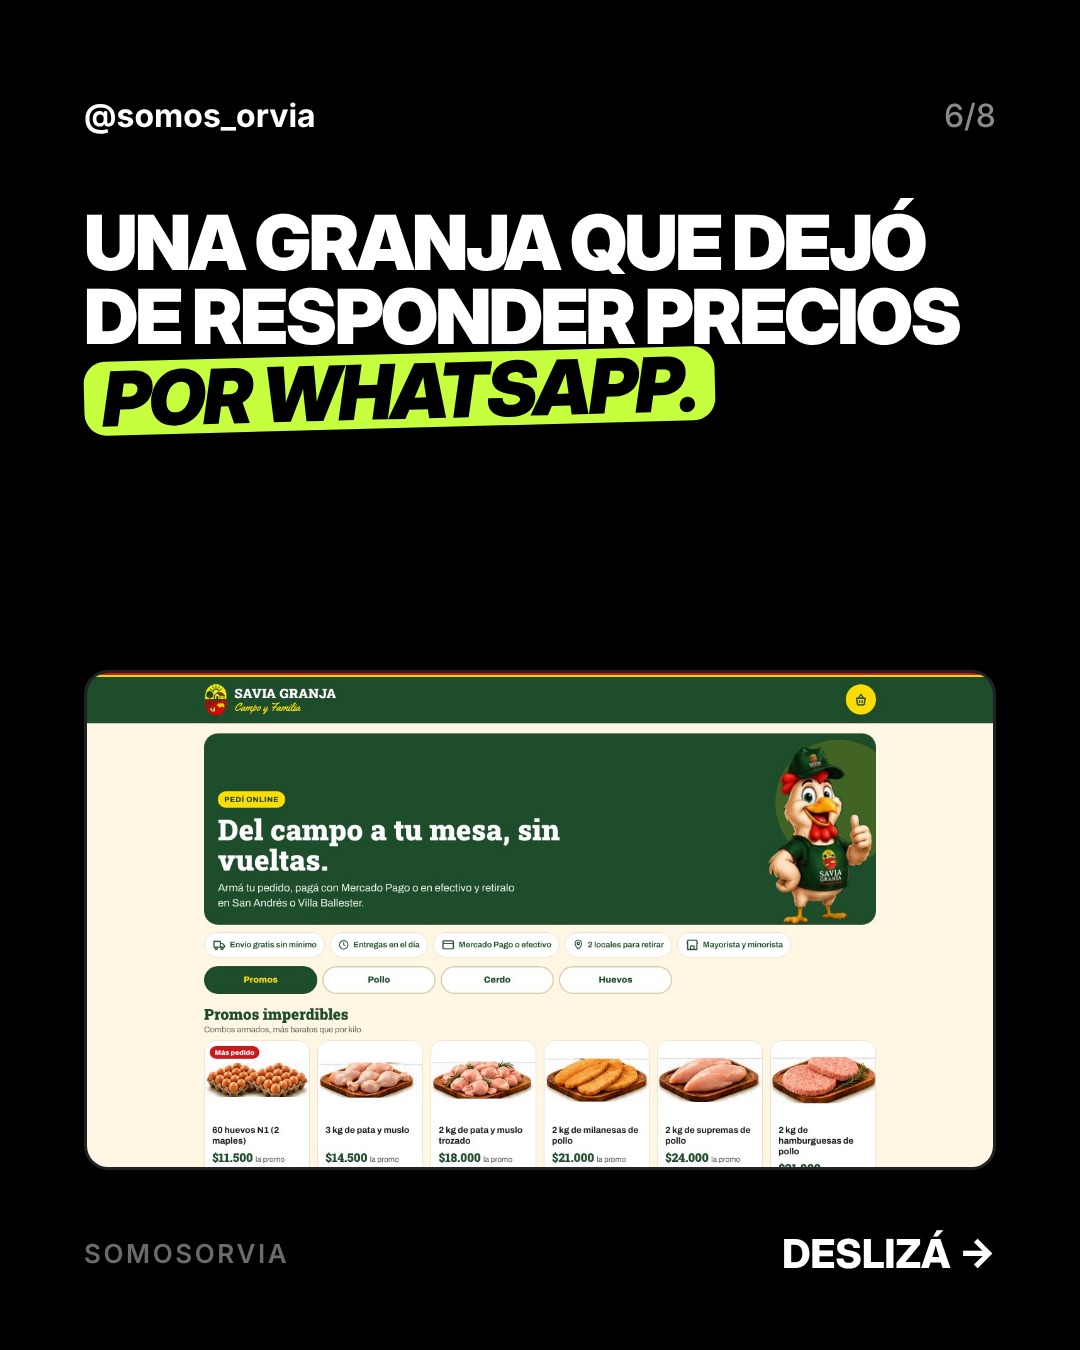 @somos_orvia
6/8
UNA GRANJA QUE DEJÓ
DE RESPONDER PRECIOS
POR WHATSAPP.
SAVIA GRANJA
Campo y Familia
PEDÍ ONLINE
Del campo a tu mesa, sin
vueltas.
Armá tu pedido, pagá con Mercado Pago o en efectivo y retiralo
en San Andrés o Villa Ballester.
SAVIA
GRANJA
Envío gratis sin mínimo
Entregas en el día
Mercado Pago o efectivo
2 locales para retirar
Mayorista y minorista
Promos
Pollo
Cerdo
Huevos
Promos imperdibles
Combos armados, más baratos que por kilo.
Más pedido
60 huevos N1 (2
maples)
$11.500 la promo
3 kg de pata y muslo
$14.500 la promo
2 kg de pata y muslo
trozado
$18.000 la promo
2 kg de milanesas de
pollo
$21.000 la promo
2 kg de supremas de
pollo
$24.000 la promo
2 kg de
hamburguesas de
pollo
SOMOSORVIA
DESLIZÁ →